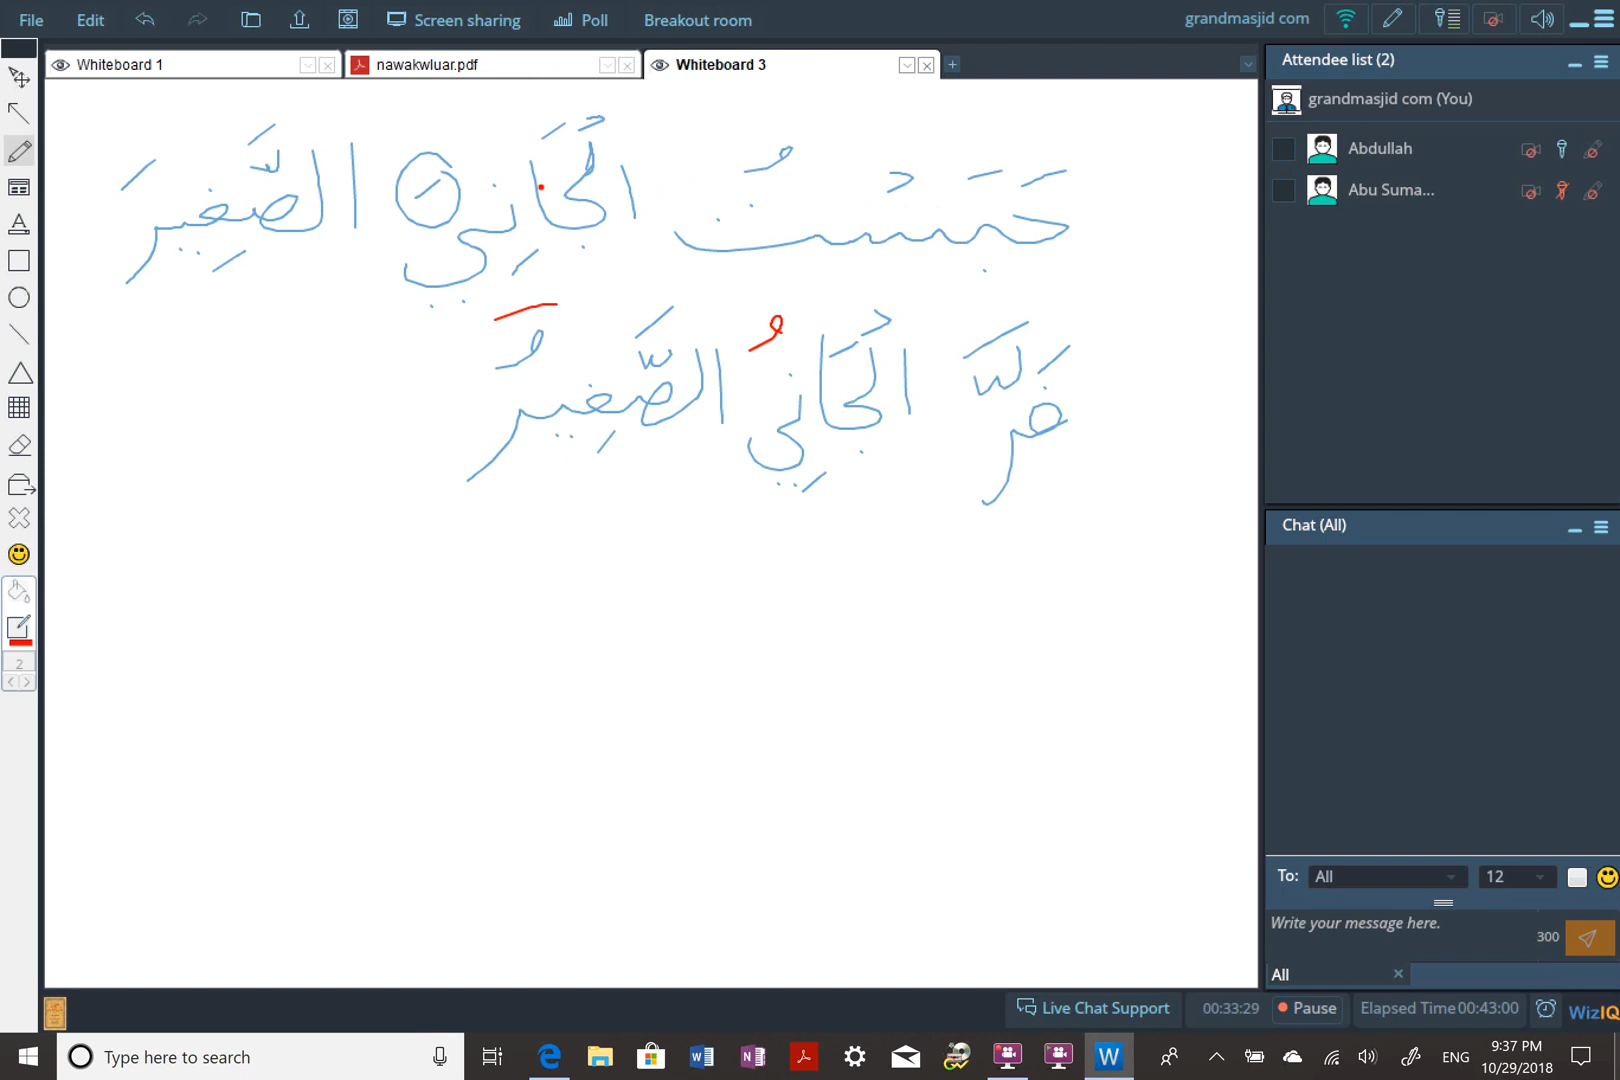 File Edit Screen sharing Poll Breakout room grandmasjid com
Whiteboard 1 nawakwluar.pdf Whiteboard 3
Attendee list (2)
grandmasjid com (You)
Abdullah
Abu Suma...
حَبَسْتُ الْجَانِيَ الصَّغِيرَ
فَرَّ الْجَانِي الصَّغِيرُ
2
Chat (All)
To: All 12
Write your message here.
300
All
Live Chat Support 00:33:29 Pause Elapsed Time 00:43:00 WizIQ
Type here to search
ENG 9:37 PM
10/29/2018